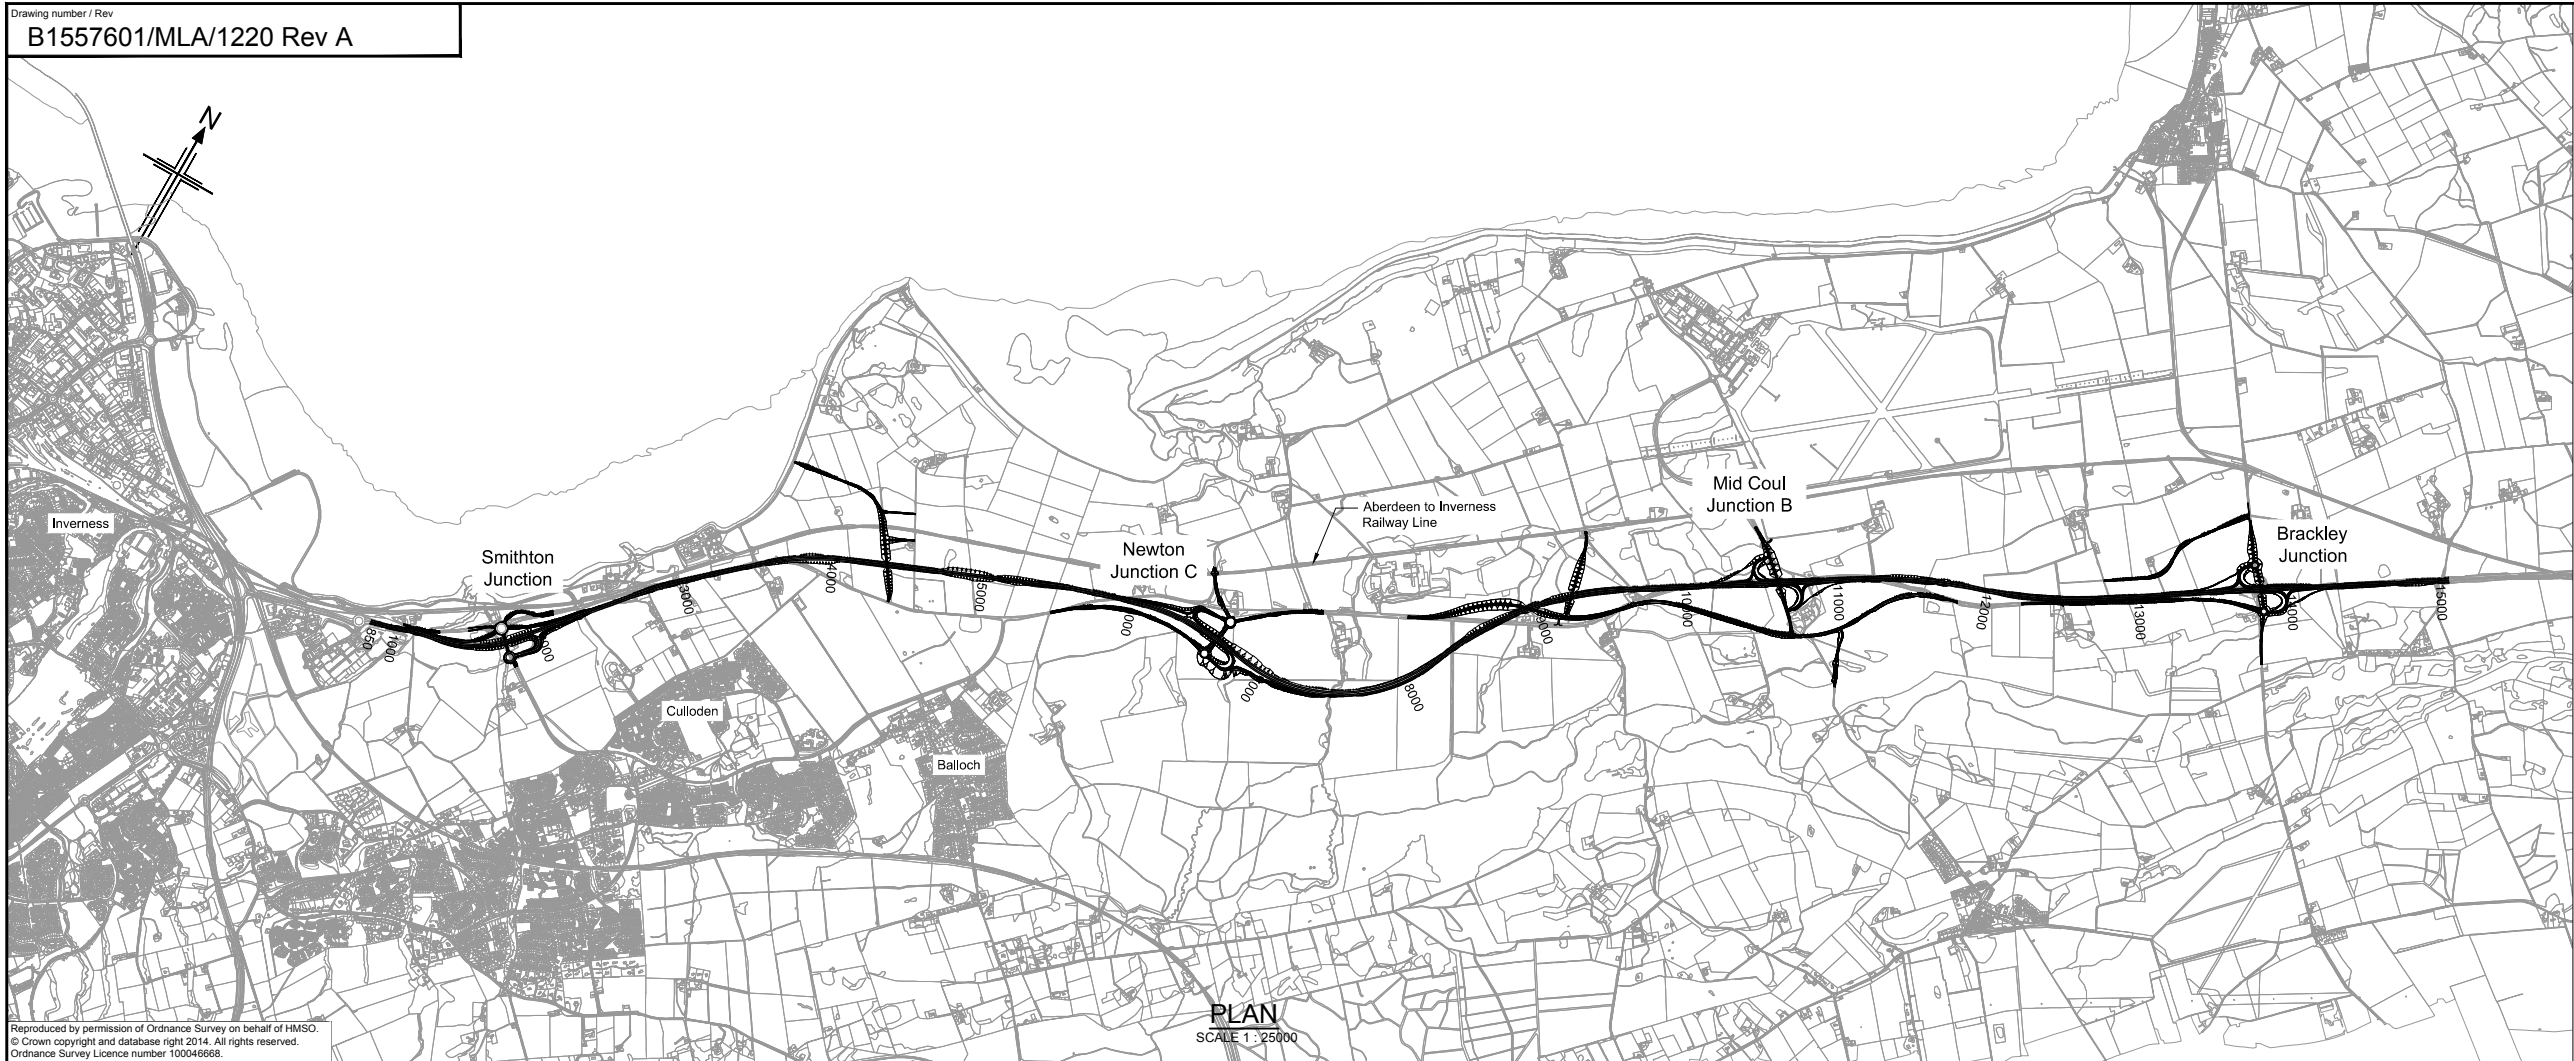 Drawing number / Rev
B1557601/MLA/1220 Rev A
N
Inverness
Smithton
Junction
Newton
Junction C
Aberdeen to Inverness
Railway Line
Mid Coul
Junction B
Brackley
Junction
850
1000
3000
4000
5000
8000
9000
10000
11000
12000
13000
15000
Culloden
Balloch
PLAN
SCALE 1 : 25000
Reproduced by permission of Ordnance Survey on behalf of HMSO.
© Crown copyright and database right 2014. All rights reserved.
Ordnance Survey Licence number 100046668.